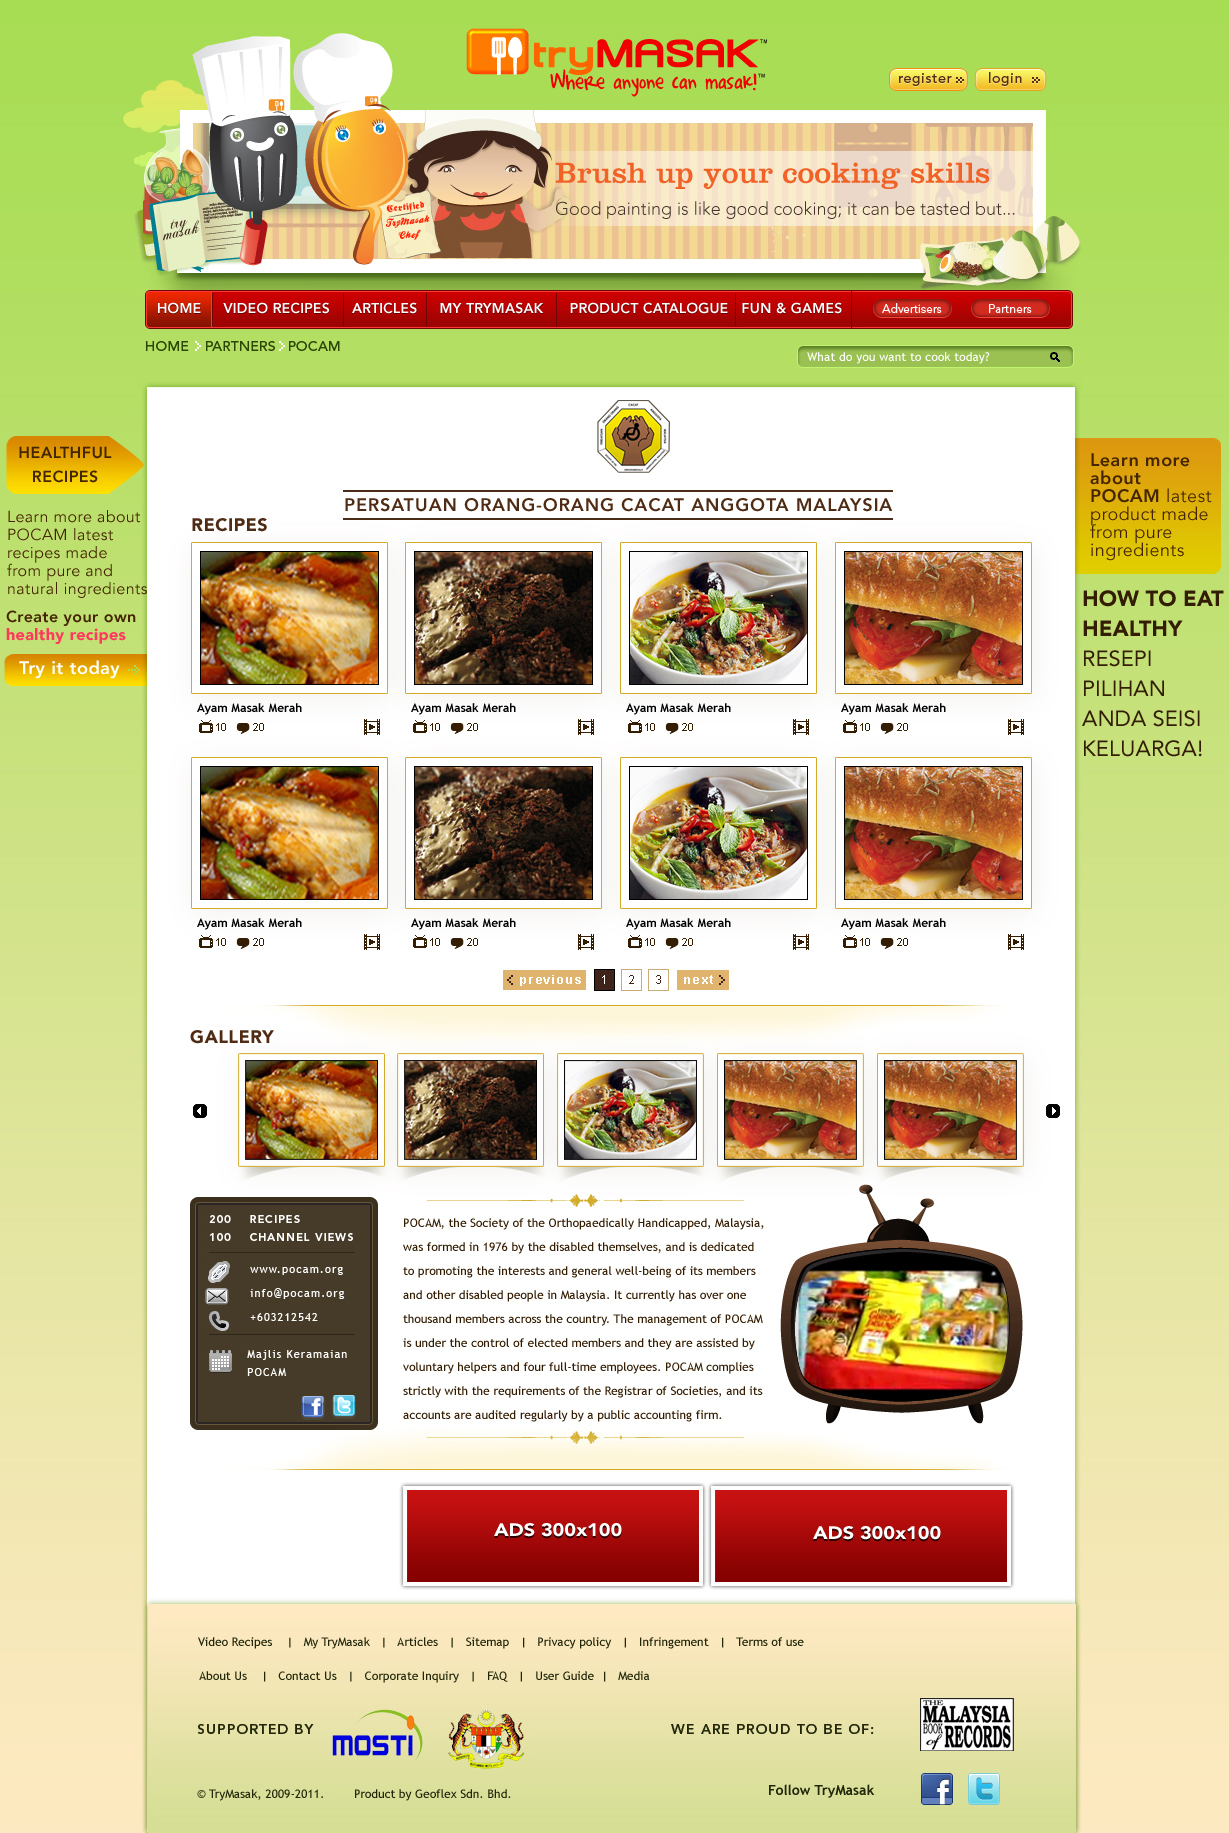 tryMASAK™
Where anyone can masak!™
register
login
Brush up your cooking skills
Good painting is like good cooking; it can be tasted but...
try
masak
Certified
TryMasak
Chef
HOME VIDEO RECIPES ARTICLES MY TRYMASAK PRODUCT CATALOGUE FUN & GAMES Advertisers Partners
HOME PARTNERS POCAM
What do you want to cook today?
HEALTHFUL
RECIPES
Learn more about
POCAM latest
recipes made
from pure and
natural ingredients
Create your own
healthy recipes
Try it today
Learn more
about
POCAM latest
product made
from pure
ingredients
HOW TO EAT
HEALTHY
RESEPI
PILIHAN
ANDA SEISI
KELUARGA!
CACAT
PERSATUAN ORANG-ORANG CACAT ANGGOTA MALAYSIA
RECIPES
Ayam Masak Merah Ayam Masak Merah Ayam Masak Merah Ayam Masak Merah
10 20 10 20 10 20 10 20
Ayam Masak Merah Ayam Masak Merah Ayam Masak Merah Ayam Masak Merah
10 20 10 20 10 20 10 20
previous 1 2 3 next
GALLERY
200 RECIPES
100 CHANNEL VIEWS
www.pocam.org
info@pocam.org
+603212542
Majlis Keramaian
POCAM
POCAM, the Society of the Orthopaedically Handicapped, Malaysia,
was formed in 1976 by the disabled themselves, and is dedicated
to promoting the interests and general well-being of its members
and other disabled people in Malaysia. It currently has over one
thousand members across the country. The management of POCAM
is under the control of elected members and they are assisted by
voluntary helpers and four full-time employees. POCAM complies
strictly with the requirements of the Registrar of Societies, and its
accounts are audited regularly by a public accounting firm.
ADS 300x100
ADS 300x100
Video Recipes | My TryMasak | Articles | Sitemap | Privacy policy | Infringement | Terms of use
About Us | Contact Us | Corporate Inquiry | FAQ | User Guide | Media
SUPPORTED BY
MOSTI
WE ARE PROUD TO BE OF:
THE
MALAYSIA
BOOK of RECORDS
© TryMasak, 2009-2011. Product by Geoflex Sdn. Bhd.
Follow TryMasak